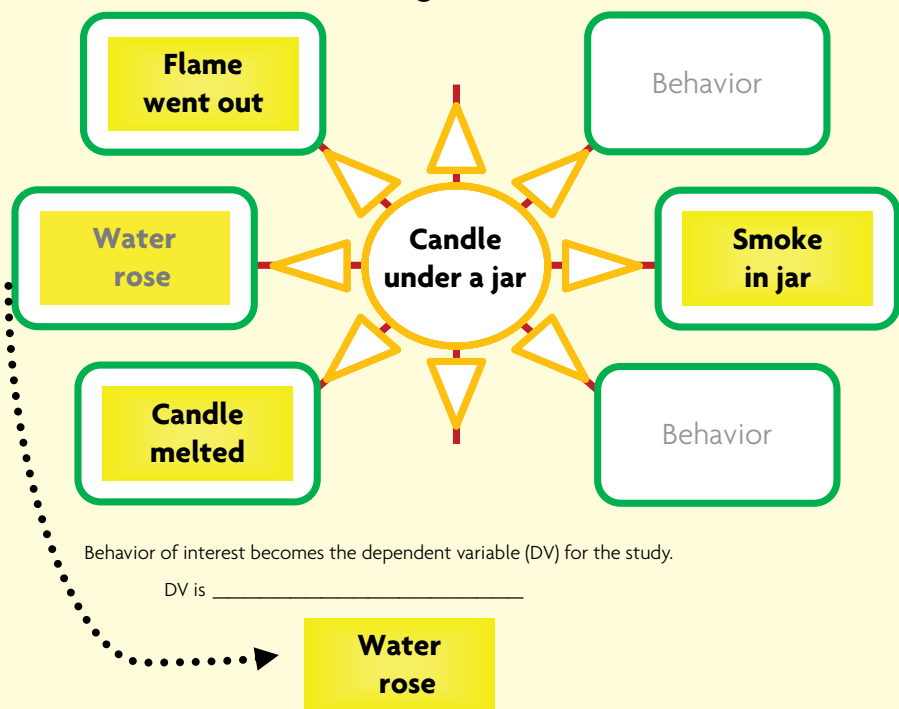 Flame
went out
Behavior
Water
rose
Candle
under a jar
Smoke
in jar
Candle
melted
Behavior
Behavior of interest becomes the dependent variable (DV) for the study.
DV is ______________________________
Water
rose